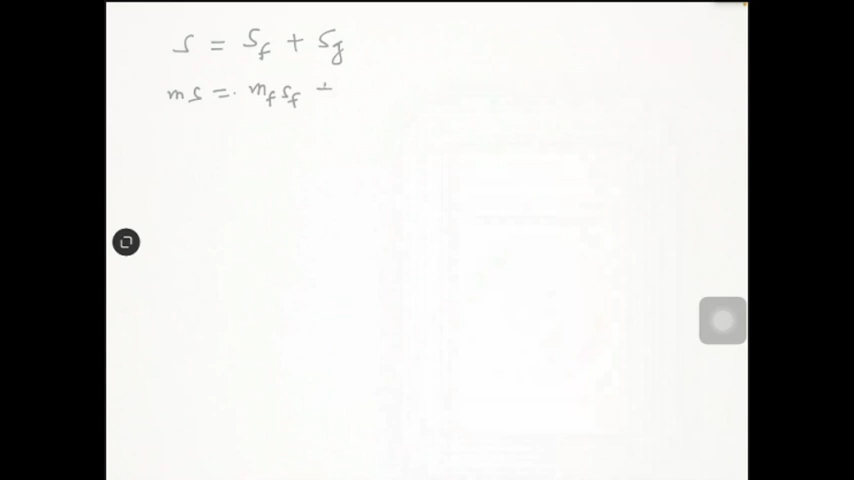 S = S_f + S_g
ms = m_f s_f +